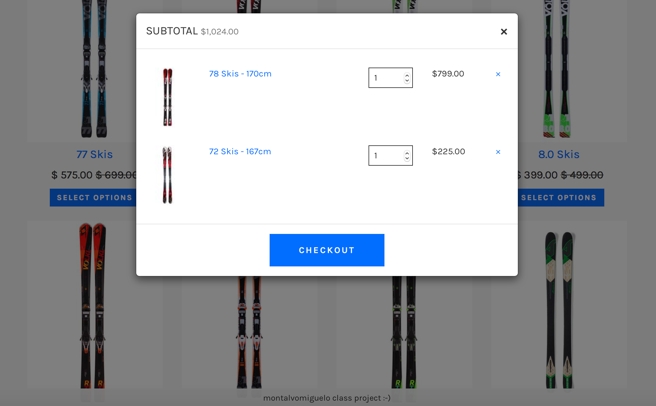 SUBTOTAL $1,024.00 ×
78 Skis - 170cm 1 $799.00 ×
72 Skis - 167cm 1 $225.00 ×
CHECKOUT
77 Skis
$ 575.00 $ 699.00
SELECT OPTIONS
8.0 Skis
$ 399.00 $ 499.00
SELECT OPTIONS
montalvomiguelo class project :-)